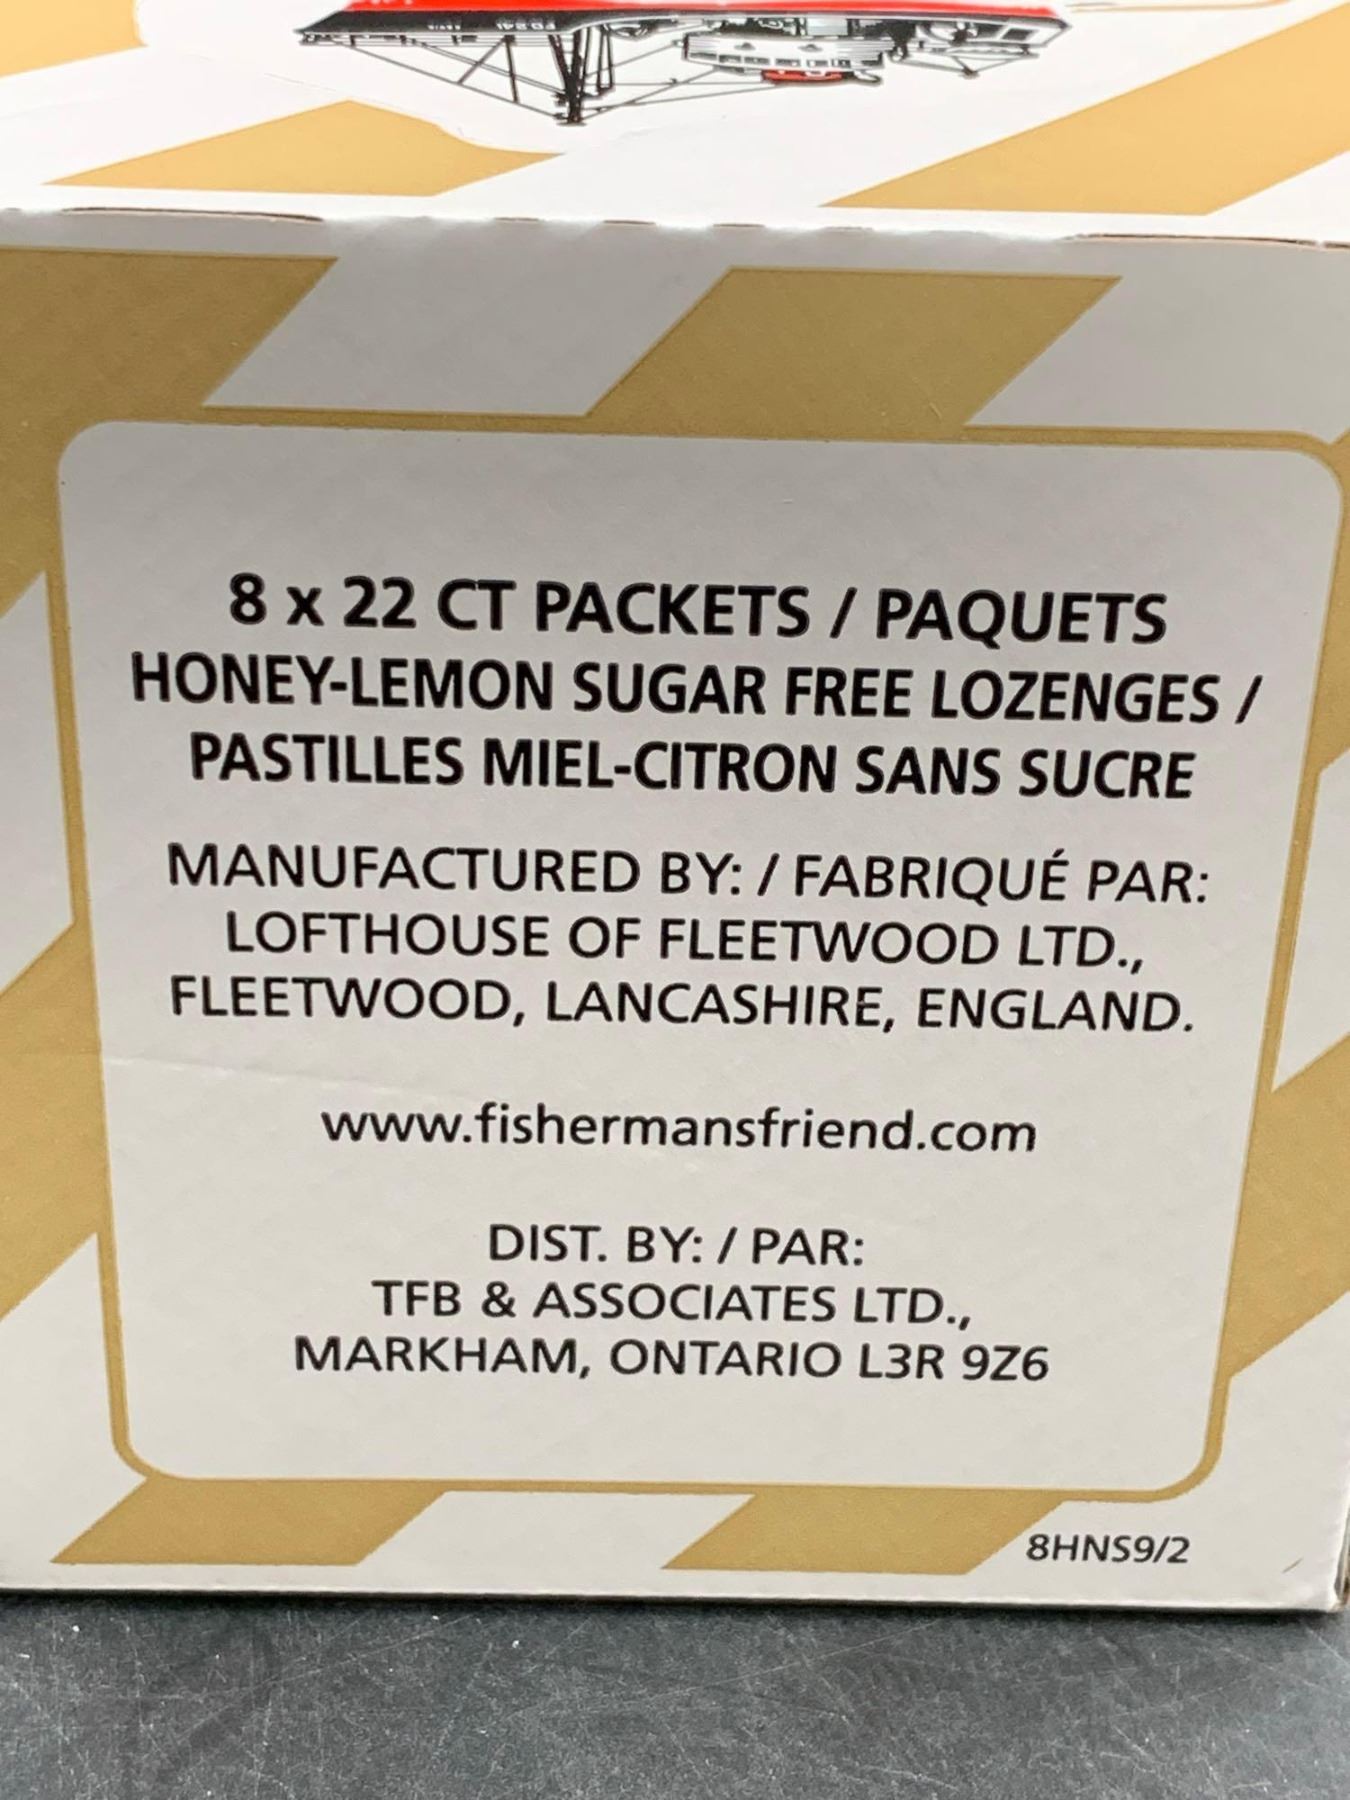 8 x 22 CT PACKETS / PAQUETS
HONEY-LEMON SUGAR FREE LOZENGES /
PASTILLES MIEL-CITRON SANS SUCRE
MANUFACTURED BY: / FABRIQUÉ PAR:
LOFTHOUSE OF FLEETWOOD LTD.,
FLEETWOOD, LANCASHIRE, ENGLAND.
www.fishermansfriend.com
DIST. BY: / PAR:
TFB & ASSOCIATES LTD.,
MARKHAM, ONTARIO L3R 9Z6
8HNS9/2